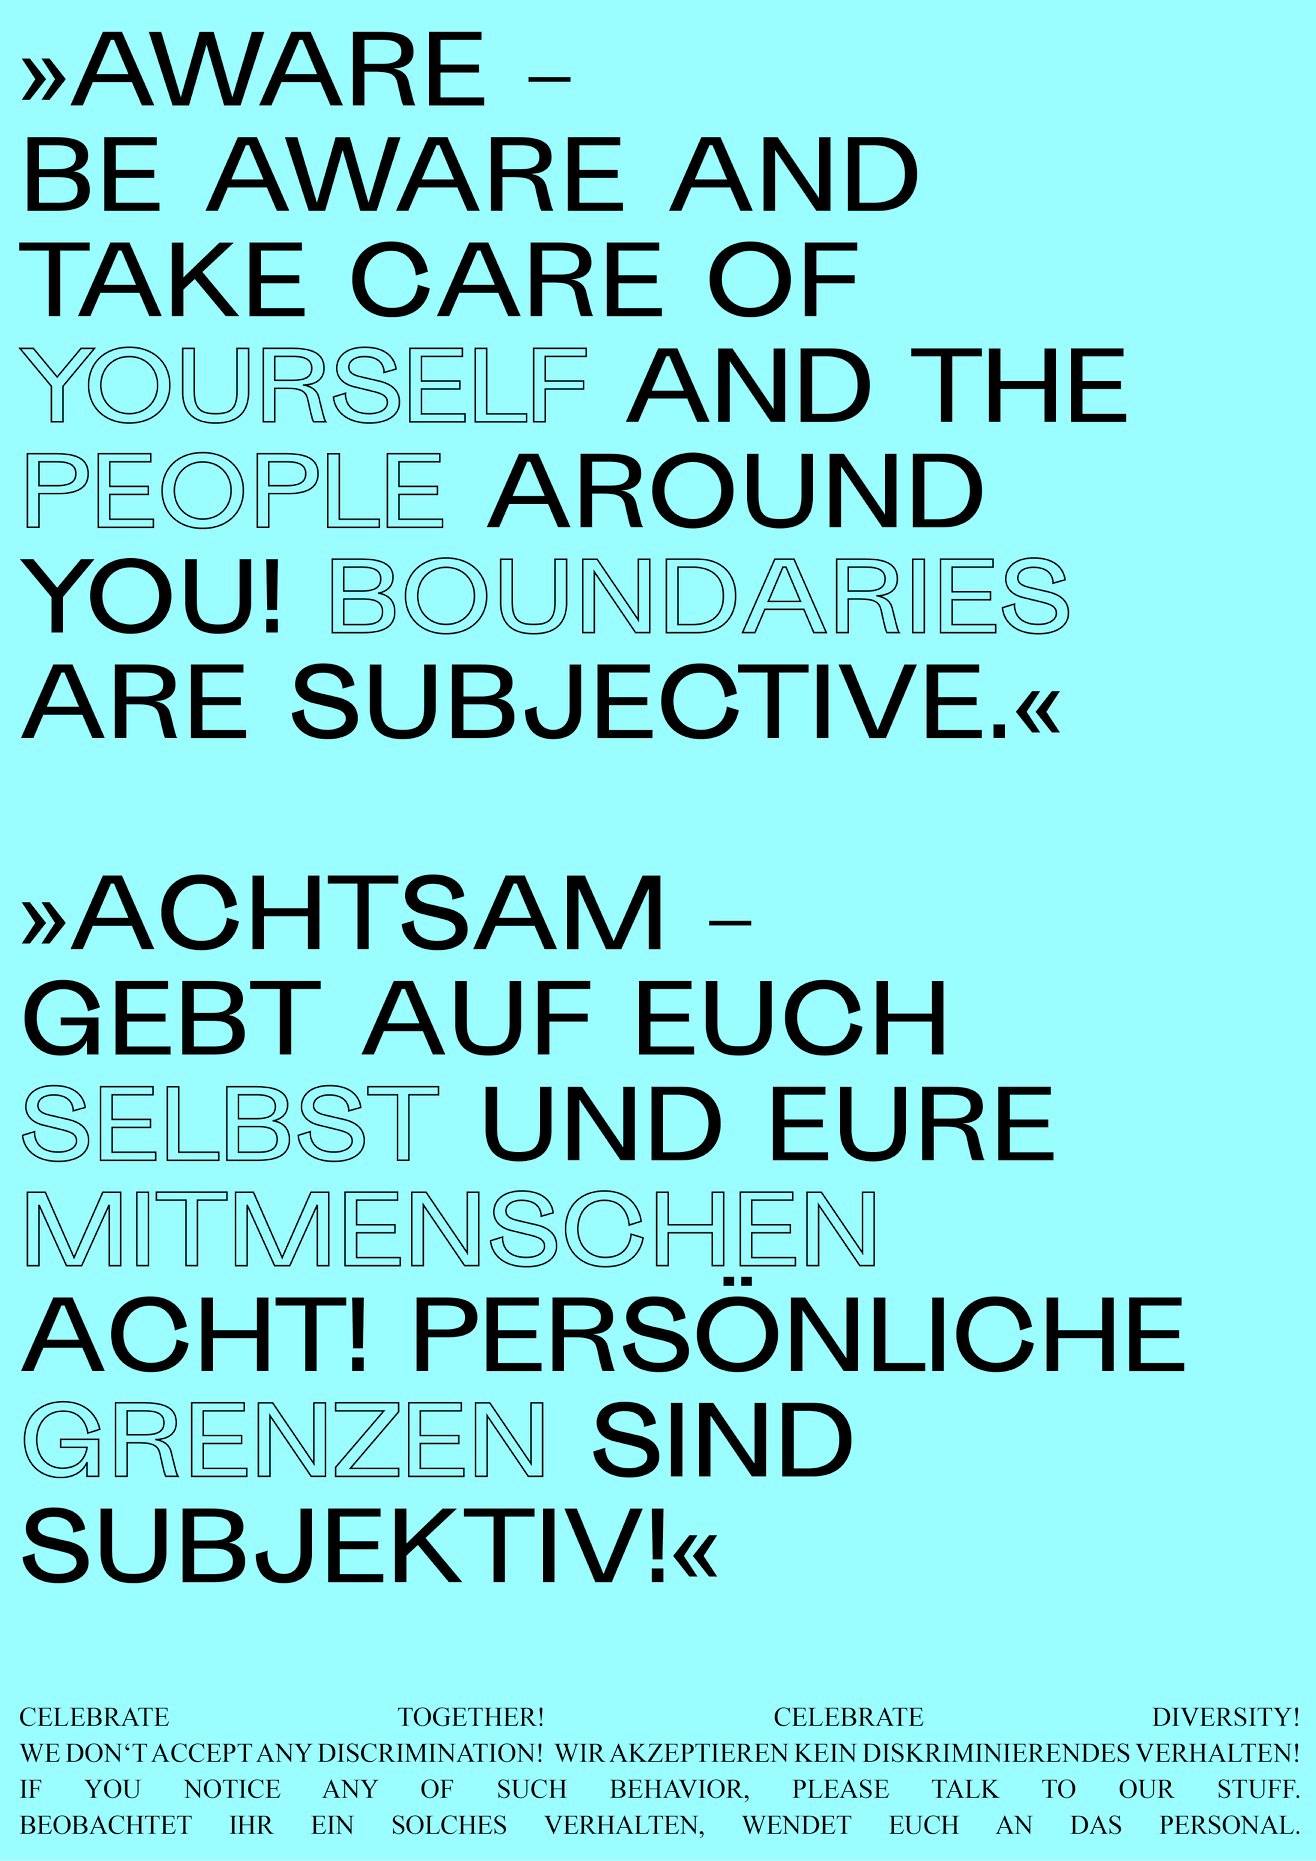 »AWARE –
BE AWARE AND
TAKE CARE OF
YOURSELF AND THE
PEOPLE AROUND
YOU! BOUNDARIES
ARE SUBJECTIVE.«
»ACHTSAM –
GEBT AUF EUCH
SELBST UND EURE
MITMENSCHEN
ACHT! PERSÖNLICHE
GRENZEN SIND
SUBJEKTIV!«
CELEBRATE TOGETHER! CELEBRATE DIVERSITY!
WE DON‘T ACCEPT ANY DISCRIMINATION! WIR AKZEPTIEREN KEIN DISKRIMINIERENDES VERHALTEN!
IF YOU NOTICE ANY OF SUCH BEHAVIOR, PLEASE TALK TO OUR STUFF.
BEOBACHTET IHR EIN SOLCHES VERHALTEN, WENDET EUCH AN DAS PERSONAL.